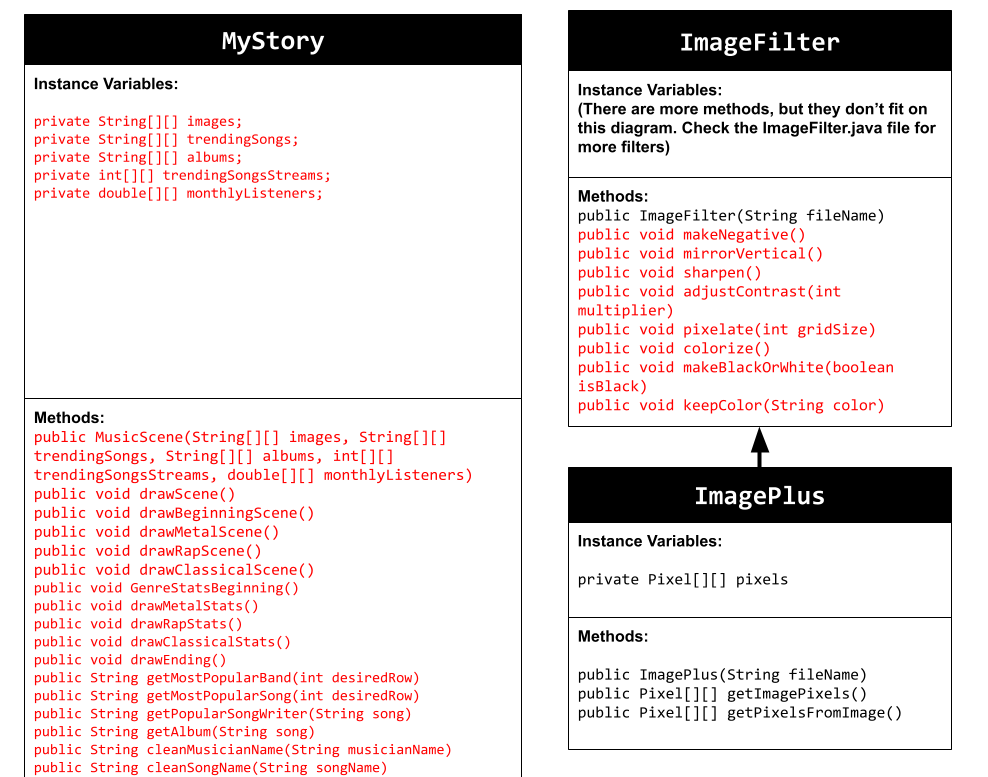 MyStory
Instance Variables:
private String[][] images;
private String[][] trendingSongs;
private String[][] albums;
private int[][] trendingSongsStreams;
private double[][] monthlyListeners;
Methods:
public MusicScene(String[][] images, String[][]
trendingSongs, String[][] albums, int[][]
trendingSongsStreams, double[][] monthlyListeners)
public void drawScene()
public void drawBeginningScene()
public void drawMetalScene()
public void drawRapScene()
public void drawClassicalScene()
public void GenreStatsBeginning()
public void drawMetalStats()
public void drawRapStats()
public void drawClassicalStats()
public void drawEnding()
public String getMostPopularBand(int desiredRow)
public String getMostPopularSong(int desiredRow)
public String getPopularSongWriter(String song)
public String getAlbum(String song)
public String cleanMusicianName(String musicianName)
public String cleanSongName(String songName)
ImageFilter
Instance Variables:
(There are more methods, but they don’t fit on
this diagram. Check the ImageFilter.java file for
more filters)
Methods:
public ImageFilter(String fileName)
public void makeNegative()
public void mirrorVertical()
public void sharpen()
public void adjustContrast(int
multiplier)
public void pixelate(int gridSize)
public void colorize()
public void makeBlackOrWhite(boolean
isBlack)
public void keepColor(String color)
ImagePlus
Instance Variables:
private Pixel[][] pixels
Methods:
public ImagePlus(String fileName)
public Pixel[][] getImagePixels()
public Pixel[][] getPixelsFromImage()